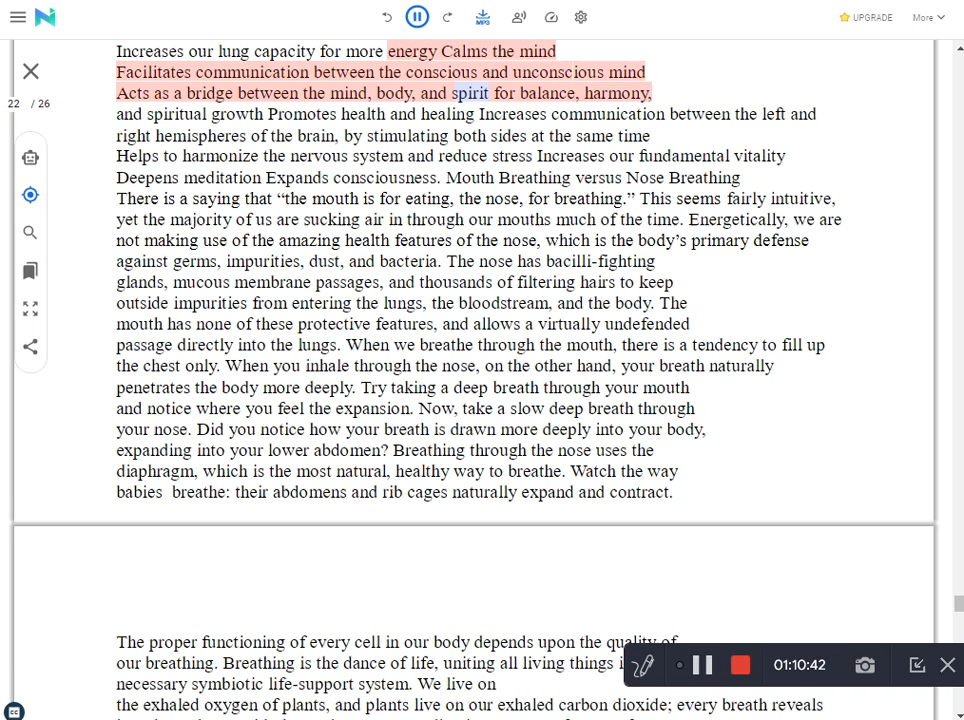 MP3
UPGRADE
More
22 / 26
Increases our lung capacity for more energy Calms the mind
Facilitates communication between the conscious and unconscious mind
Acts as a bridge between the mind, body, and spirit for balance, harmony,
and spiritual growth Promotes health and healing Increases communication between the left and
right hemispheres of the brain, by stimulating both sides at the same time
Helps to harmonize the nervous system and reduce stress Increases our fundamental vitality
Deepens meditation Expands consciousness. Mouth Breathing versus Nose Breathing
There is a saying that “the mouth is for eating, the nose, for breathing.” This seems fairly intuitive,
yet the majority of us are sucking air in through our mouths much of the time. Energetically, we are
not making use of the amazing health features of the nose, which is the body’s primary defense
against germs, impurities, dust, and bacteria. The nose has bacilli-fighting
glands, mucous membrane passages, and thousands of filtering hairs to keep
outside impurities from entering the lungs, the bloodstream, and the body. The
mouth has none of these protective features, and allows a virtually undefended
passage directly into the lungs. When we breathe through the mouth, there is a tendency to fill up
the chest only. When you inhale through the nose, on the other hand, your breath naturally
penetrates the body more deeply. Try taking a deep breath through your mouth
and notice where you feel the expansion. Now, take a slow deep breath through
your nose. Did you notice how your breath is drawn more deeply into your body,
expanding into your lower abdomen? Breathing through the nose uses the
diaphragm, which is the most natural, healthy way to breathe. Watch the way
babies breathe: their abdomens and rib cages naturally expand and contract.
The proper functioning of every cell in our body depends upon the quality of
our breathing. Breathing is the dance of life, uniting all living things
necessary symbiotic life-support system. We live on
the exhaled oxygen of plants, and plants live on our exhaled carbon dioxide; every breath reveals
01:10:42
CC